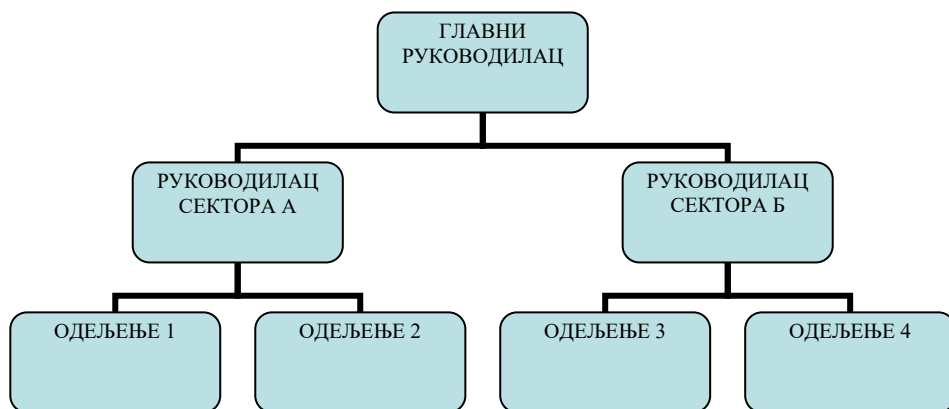 ГЛАВНИ
РУКОВОДИЛАЦ
РУКОВОДИЛАЦ
СЕКТОРА А
РУКОВОДИЛАЦ
СЕКТОРА Б
ОДЕЉЕЊЕ 1
ОДЕЉЕЊЕ 2
ОДЕЉЕЊЕ 3
ОДЕЉЕЊЕ 4